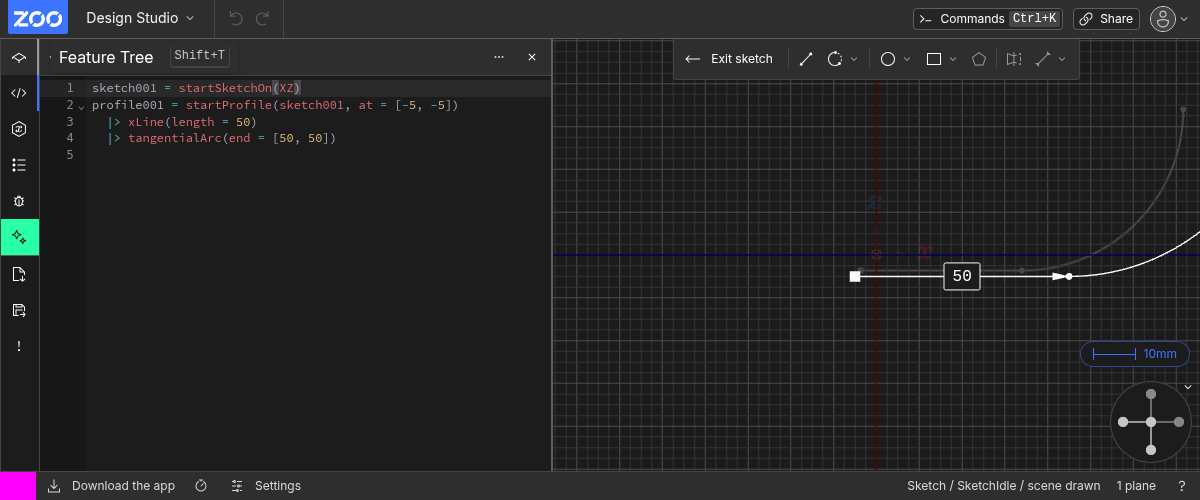 ZOO Design Studio Commands Ctrl+K Share
Feature Tree Shift+T
Exit sketch
1 sketch001 = startSketchOn(XZ)
2 profile001 = startProfile(sketch001, at = [-5, -5])
3 |> xLine(length = 50)
4 |> tangentialArc(end = [50, 50])
5
50
10mm
!
Download the app Settings Sketch / SketchIdle / scene drawn 1 plane ?